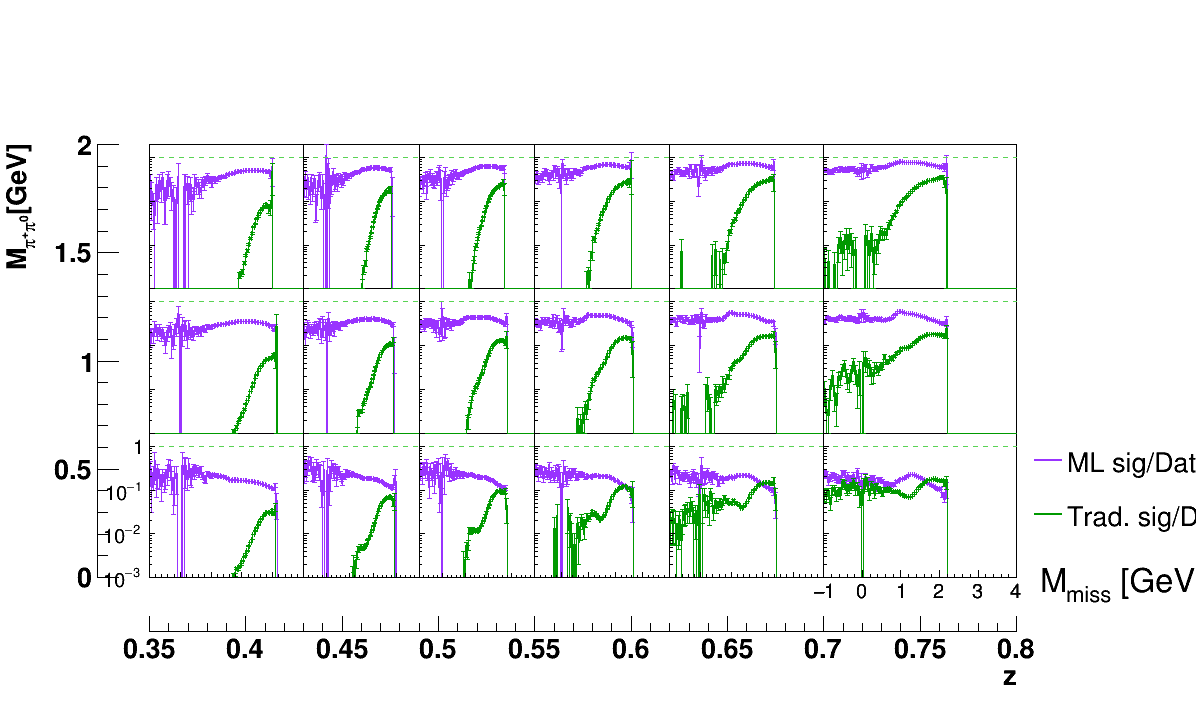 M_{π⁺π⁰}[GeV]
2
1.5
1
0.5
0
1
10⁻¹
10⁻²
10⁻³
ML sig/Dat
Trad. sig/D
−1 0 1 2 3 4
M_{miss} [GeV
0.35 0.4 0.45 0.5 0.55 0.6 0.65 0.7 0.75 0.8
z